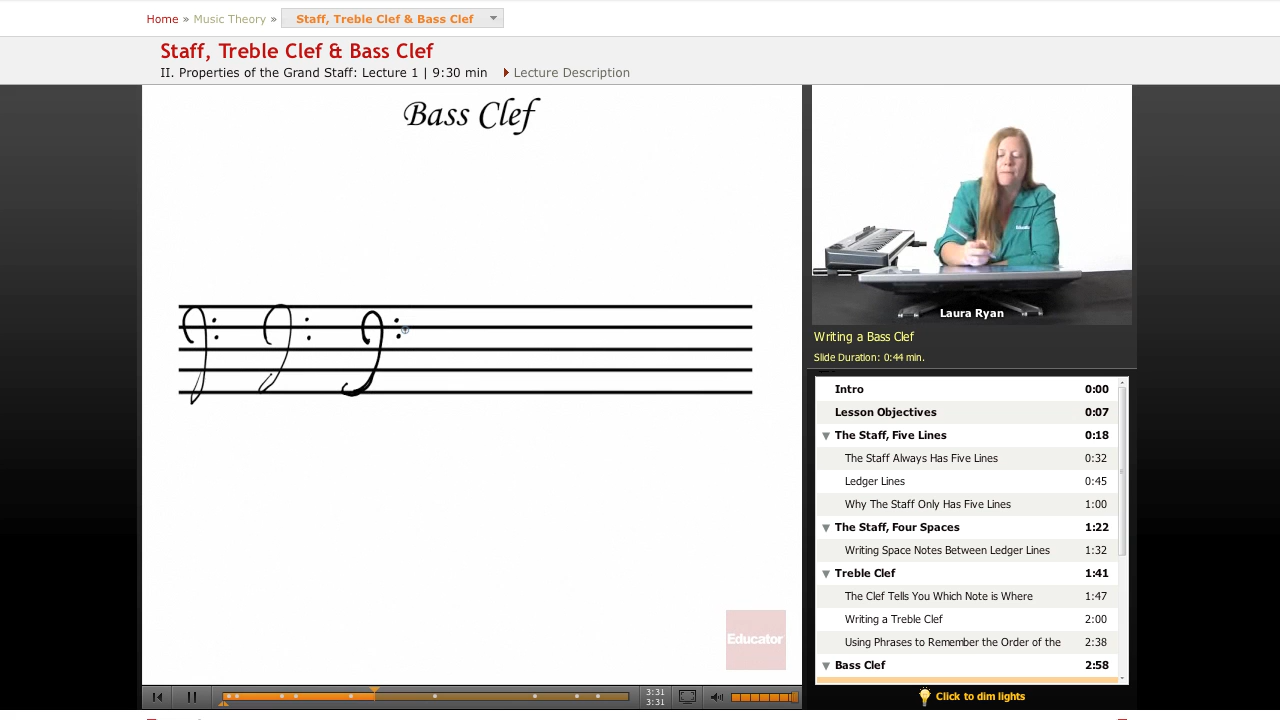 Home » Music Theory » Staff, Treble Clef & Bass Clef
Staff, Treble Clef & Bass Clef
II. Properties of the Grand Staff: Lecture 1 | 9:30 min Lecture Description
Bass Clef
Educator
3:31
3:31
Educator
Laura Ryan
Writing a Bass Clef
Slide Duration: 0:44 min.
Intro 0:00
Lesson Objectives 0:07
The Staff, Five Lines 0:18
The Staff Always Has Five Lines 0:32
Ledger Lines 0:45
Why The Staff Only Has Five Lines 1:00
The Staff, Four Spaces 1:22
Writing Space Notes Between Ledger Lines 1:32
Treble Clef 1:41
The Clef Tells You Which Note is Where 1:47
Writing a Treble Clef 2:00
Using Phrases to Remember the Order of the 2:38
Bass Clef 2:58
Click to dim lights